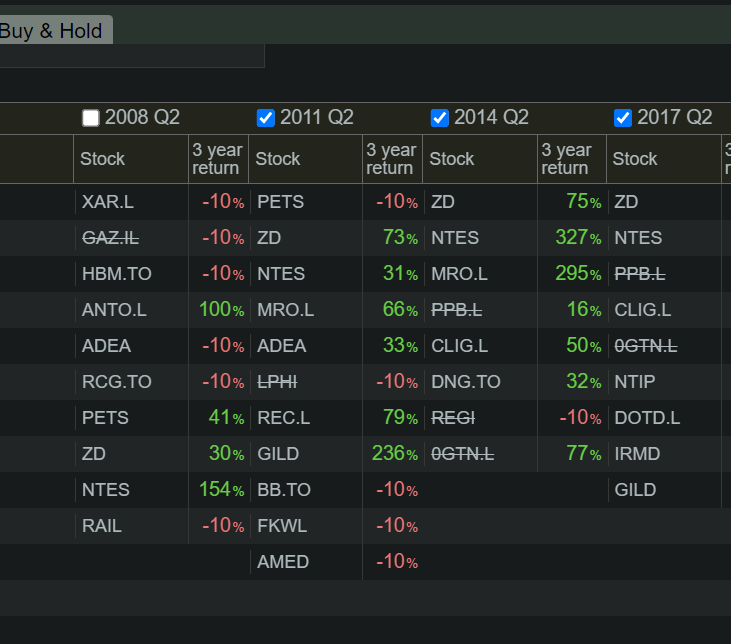 Buy & Hold
2008 Q2 2011 Q2 2014 Q2 2017 Q2
Stock 3 year return Stock 3 year return Stock 3 year return Stock
XAR.L -10% PETS -10% ZD 75% ZD
GAZ.IL -10% ZD 73% NTES 327% NTES
HBM.TO -10% NTES 31% MRO.L 295% PPB.L
ANTO.L 100% MRO.L 66% PPB.L 16% CLIG.L
ADEA -10% ADEA 33% CLIG.L 50% 0GTN.L
RCG.TO -10% LPHI -10% DNG.TO 32% NTIP
PETS 41% REC.L 79% REGI -10% DOTD.L
ZD 30% GILD 236% 0GTN.L 77% IRMD
NTES 154% BB.TO -10% GILD
RAIL -10% FKWL -10%
AMED -10%